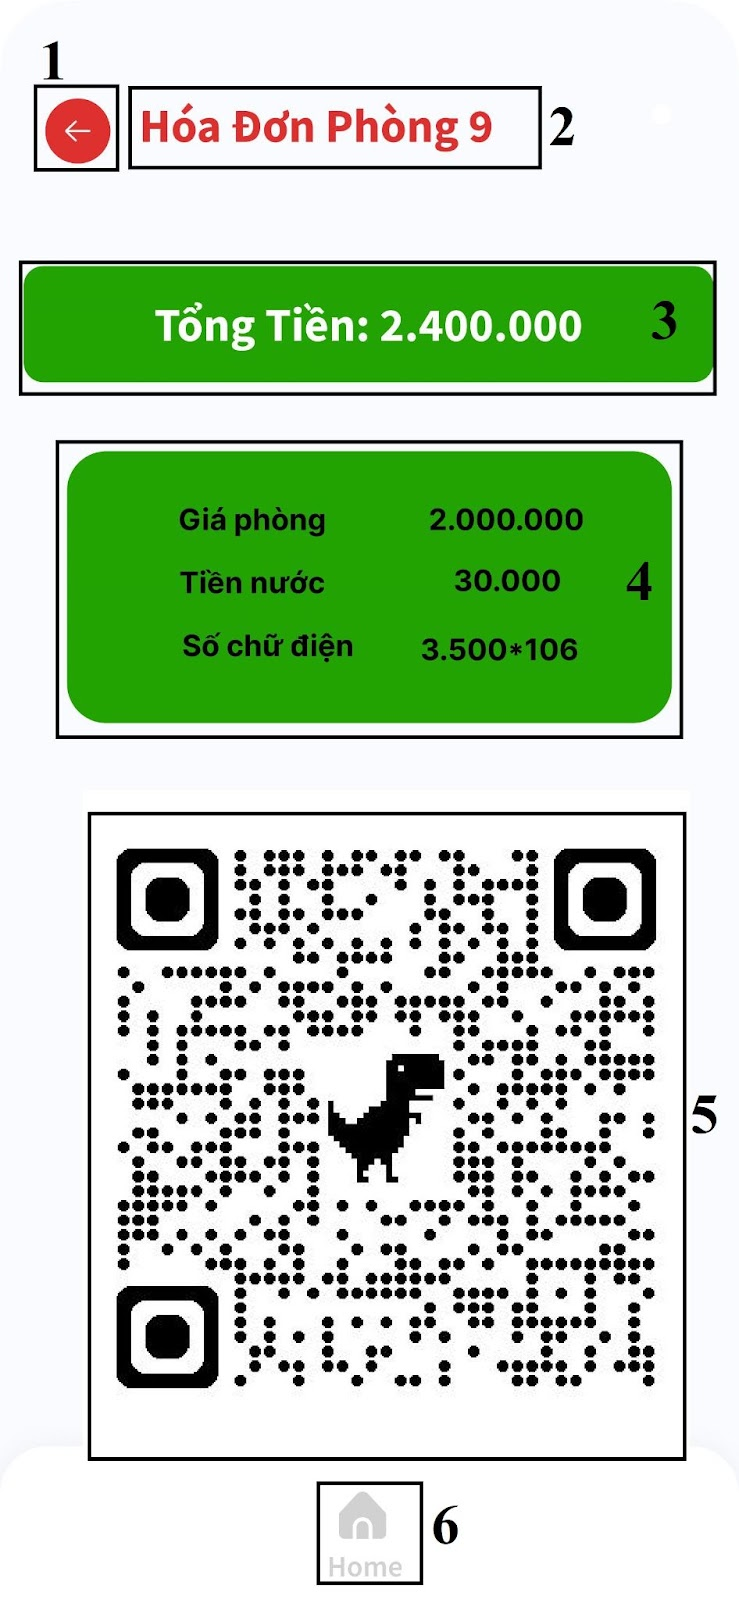 1
Hóa Đơn Phòng 9
2
Tổng Tiền: 2.400.000
3
Giá phòng 2.000.000
Tiền nước 30.000
4
Số chữ điện 3.500*106
5
6
Home